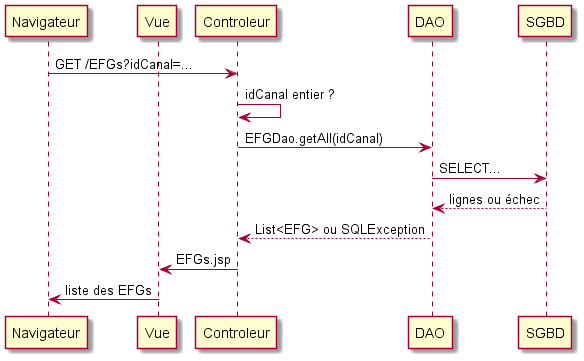 Navigateur
Vue
Controleur
DAO
SGBD
GET /EFGs?idCanal=...
idCanal entier ?
EFGDao.getAll(idCanal)
SELECT...
lignes ou échec
List<EFG> ou SQLException
EFGs.jsp
liste des EFGs
Navigateur
Vue
Controleur
DAO
SGBD